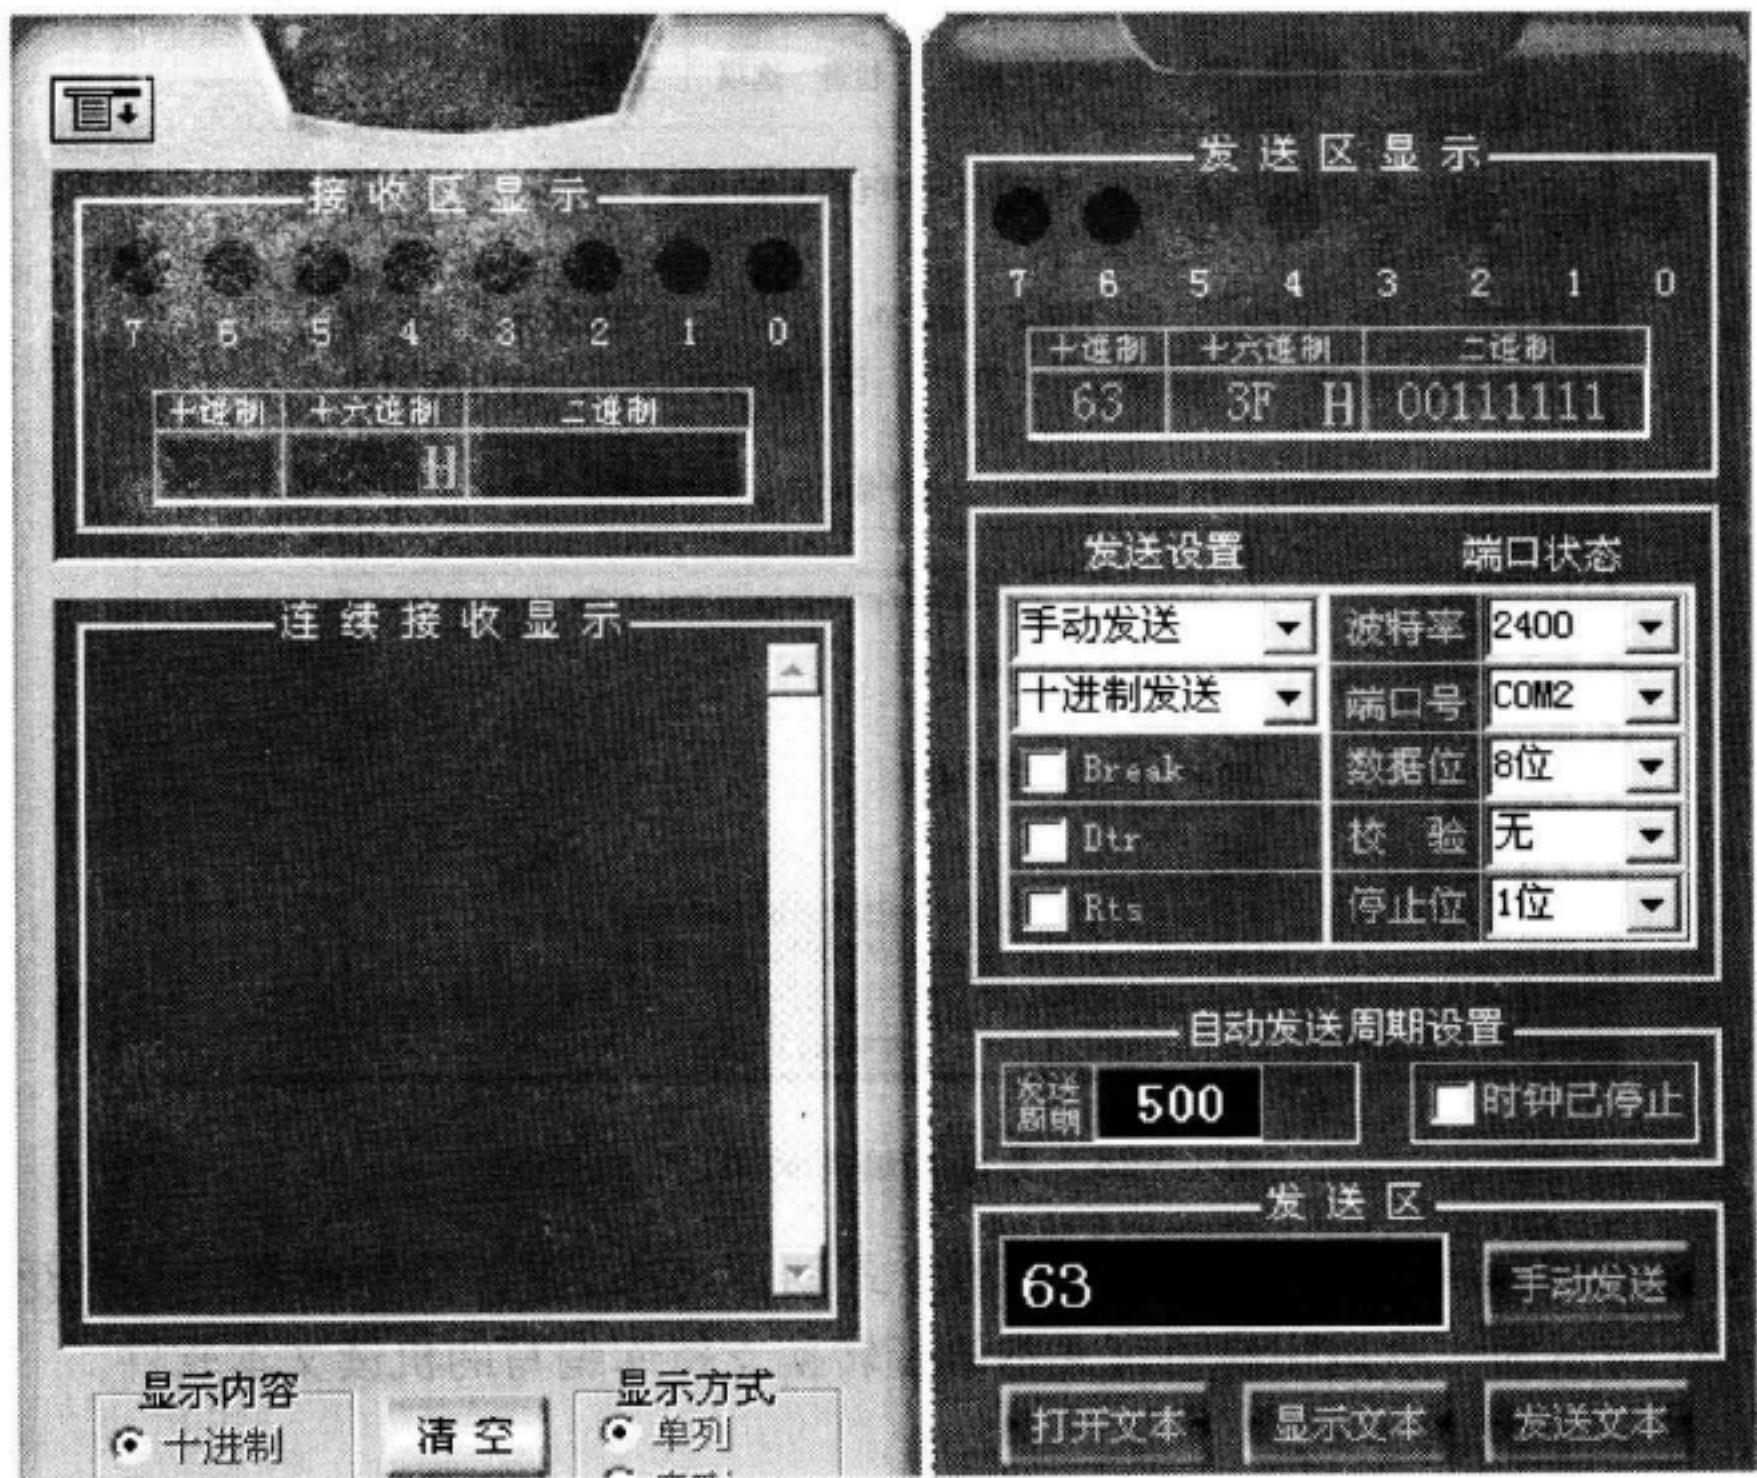 接收区显示
7 6 5 4 3 2 1 0
十进制 十六进制 二进制
H
连续接收显示
显示内容
十进制
清空
显示方式
单列
发送区显示
7 6 5 4 3 2 1 0
十进制 十六进制 二进制
63 3F H 00111111
发送设置 端口状态
手动发送 波特率 2400
十进制发送 端口号 COM2
Break 数据位 8位
Dtr 校验 无
Rts 停止位 1位
自动发送周期设置
发送周期 500 时钟已停止
发送区
63 手动发送
打开文本 显示文本 发送文本